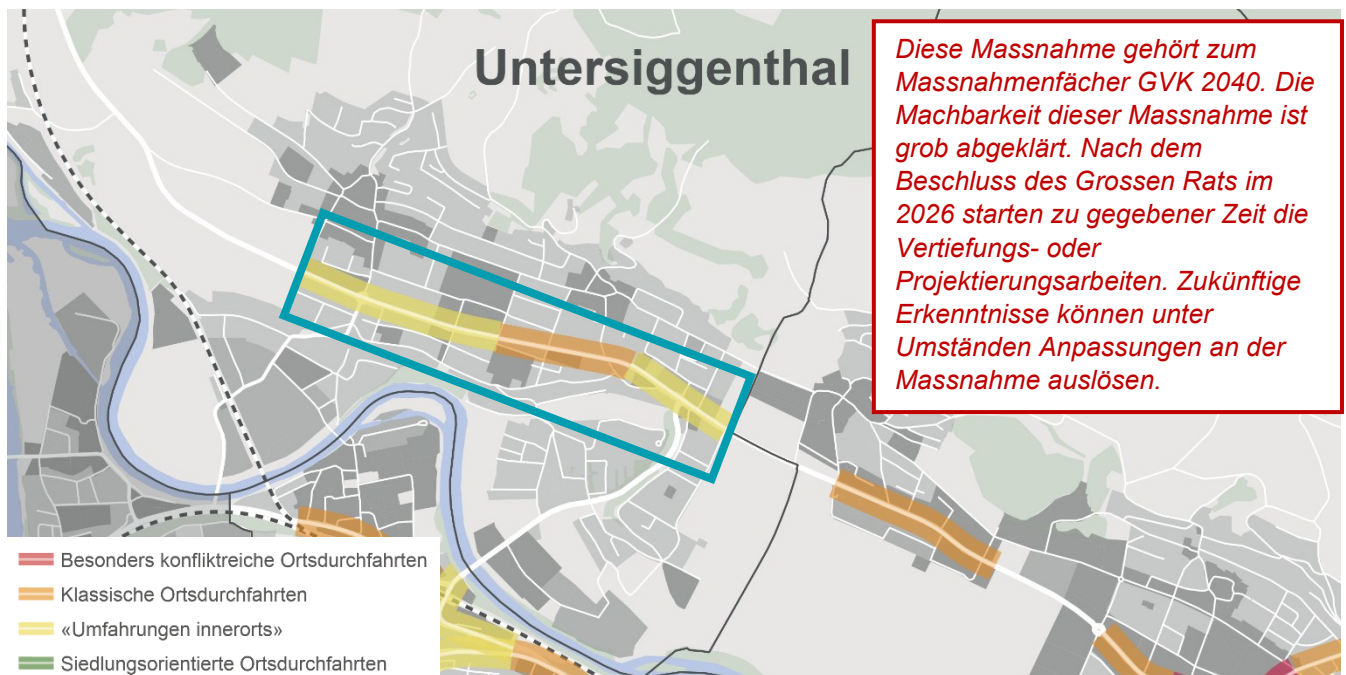 Untersiggenthal
Diese Massnahme gehört zum
Massnahmenfächer GVK 2040. Die
Machbarkeit dieser Massnahme ist
grob abgeklärt. Nach dem
Beschluss des Grossen Rats im
2026 starten zu gegebener Zeit die
Vertiefungs- oder
Projektierungsarbeiten. Zukünftige
Erkenntnisse können unter
Umständen Anpassungen an der
Massnahme auslösen.
Besonders konfliktreiche Ortsdurchfahrten
Klassische Ortsdurchfahrten
«Umfahrungen innerorts»
Siedlungsorientierte Ortsdurchfahrten